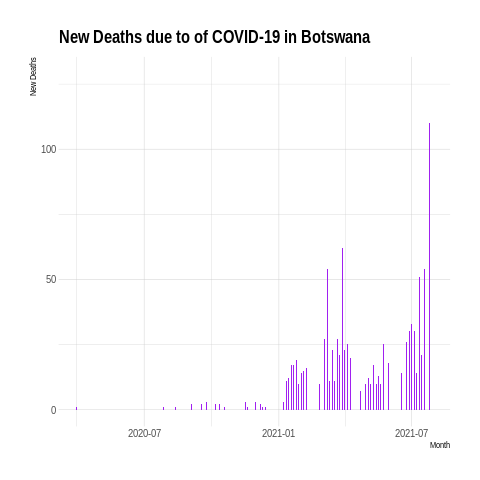 New Deaths due to of COVID-19 in Botswana
New Deaths
100
50
0
2020-07
2021-01
2021-07
Month